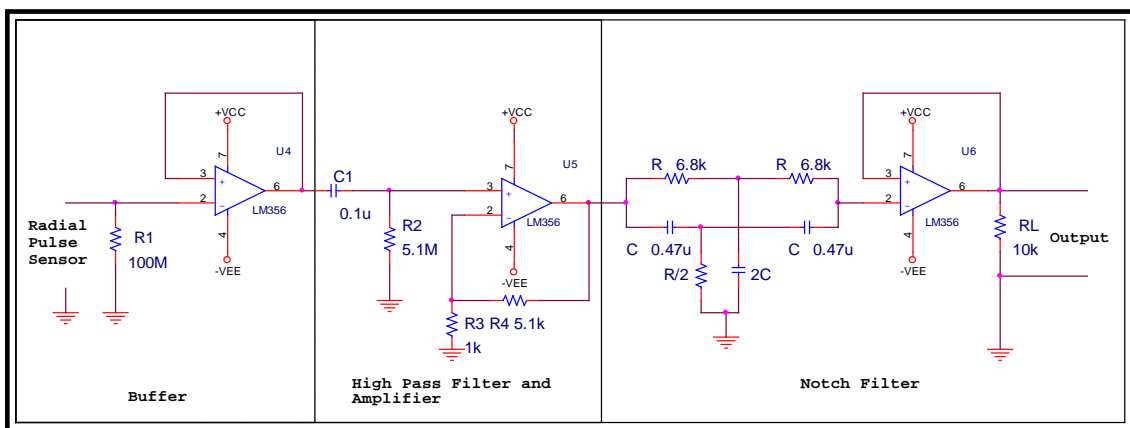 +VCC
U4
7
3
+
6
2
−
LM356
4
-VEE
Radial
Pulse
Sensor
R1
100M
Buffer
C1
0.1u
R2
5.1M
+VCC
U5
7
3
+
6
2
−
LM356
4
-VEE
R3 R4 5.1k
1k
High Pass Filter and
Amplifier
R 6.8k
R 6.8k
C 0.47u
C 0.47u
R/2
2C
+VCC
U6
7
3
+
6
2
−
LM356
4
-VEE
RL
10k
Output
Notch Filter